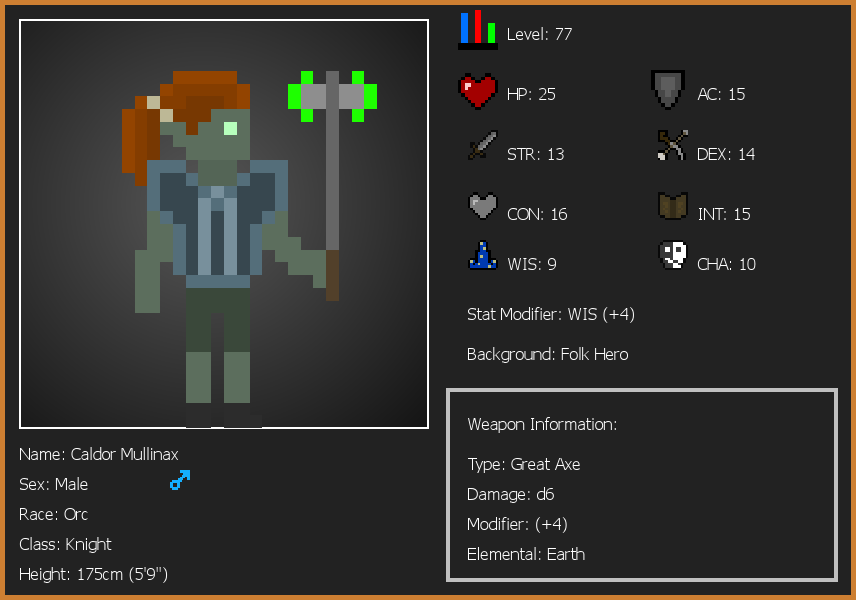 Level: 77
HP: 25
AC: 15
STR: 13
DEX: 14
CON: 16
INT: 15
WIS: 9
CHA: 10
Stat Modifier: WIS (+4)
Background: Folk Hero
Weapon Information:
Type: Great Axe
Damage: d6
Modifier: (+4)
Elemental: Earth
Name: Caldor Mullinax
Sex: Male
Race: Orc
Class: Knight
Height: 175cm (5'9")